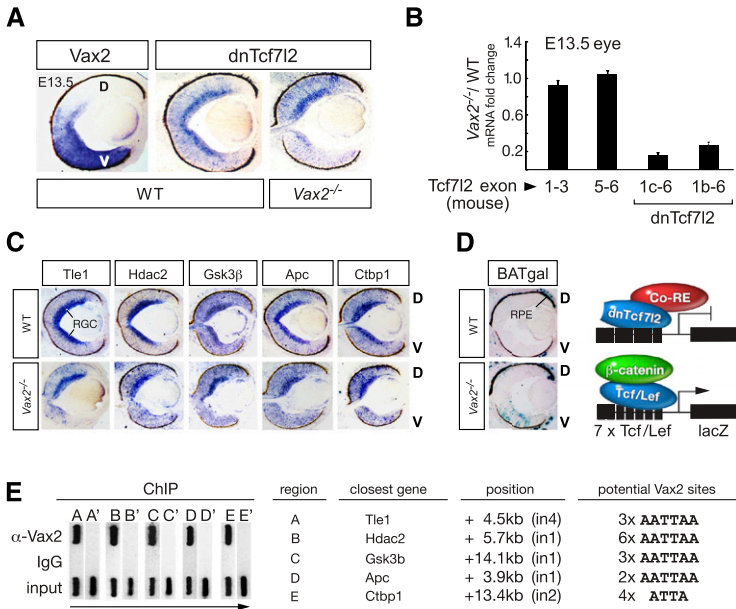 A
Vax2
dnTcf7l2
E13.5
D
V
WT
Vax2-/-
B
E13.5 eye
Vax2-/-/ WT
mRNA fold change
1.4
1.0
0.6
0.2
Tcf7l2 exon ► 1-3 5-6 1c-6 1b-6
(mouse)
dnTcf7l2
C
Tle1 Hdac2 Gsk3β Apc Ctbp1
WT
RGC
D
V
Vax2-/-
D
V
D
BATgal
WT
RPE
D
V
Vax2-/-
D
V
Co-RE
dnTcf7l2
β-catenin
Tcf/Lef
7 x Tcf/Lef lacZ
E
ChIP
A A' B B' C C' D D' E E'
α-Vax2
IgG
input
region closest gene position potential Vax2 sites
A Tle1 + 4.5kb (in4) 3x AATTAA
B Hdac2 + 5.7kb (in1) 6x AATTAA
C Gsk3b +14.1kb (in1) 3x AATTAA
D Apc + 3.9kb (in1) 2x AATTAA
E Ctbp1 +13.4kb (in2) 4x ATTA